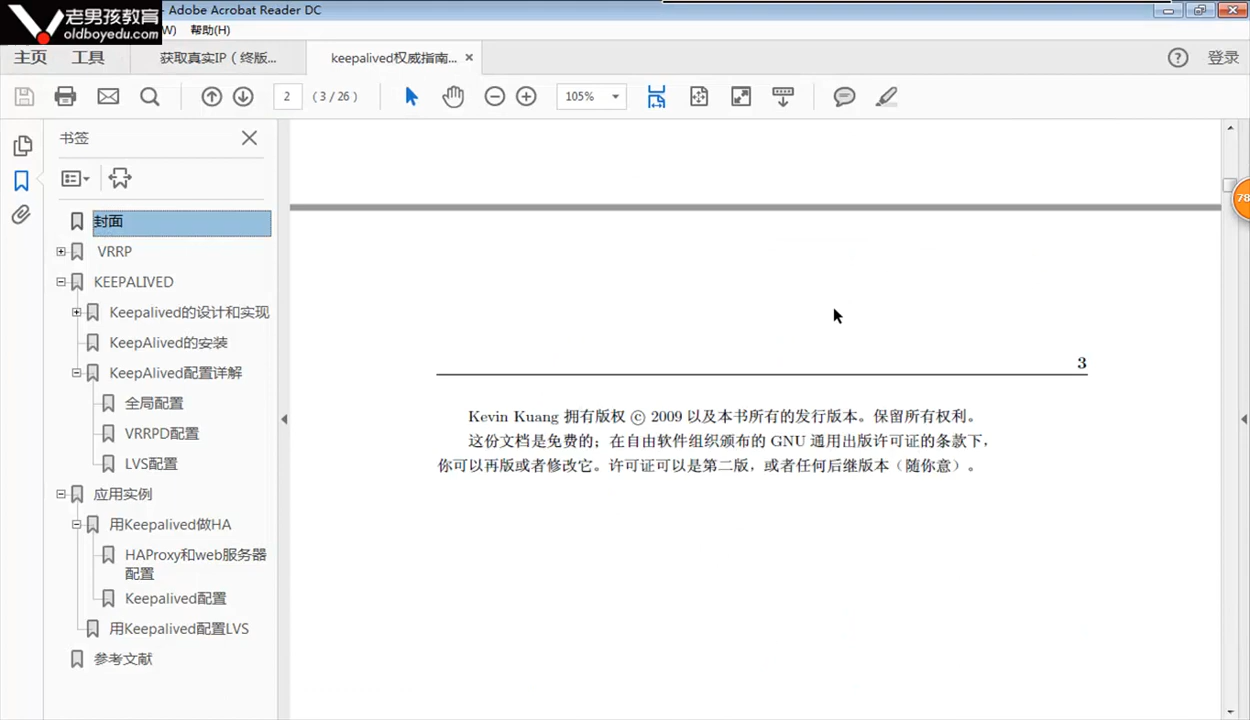 老男孩教育
oldboyedu.com
- Adobe Acrobat Reader DC
W) 帮助(H)
主页 工具 获取真实IP（终版... keepalived权威指南... × ? 登录
2 (3 / 26) 105%
书签
封面
VRRP
KEEPALIVED
Keepalived的设计和实现
KeepAlived的安装
KeepAlived配置详解
全局配置
VRRPD配置
LVS配置
应用实例
用Keepalived做HA
HAProxy和web服务器
配置
Keepalived配置
用Keepalived配置LVS
参考文献
78
3
Kevin Kuang 拥有版权 © 2009 以及本书所有的发行版本。保留所有权利。
这份文档是免费的；在自由软件组织颁布的 GNU 通用出版许可证的条款下，
你可以再版或者修改它。许可证可以是第二版，或者任何后继版本（随你意）。